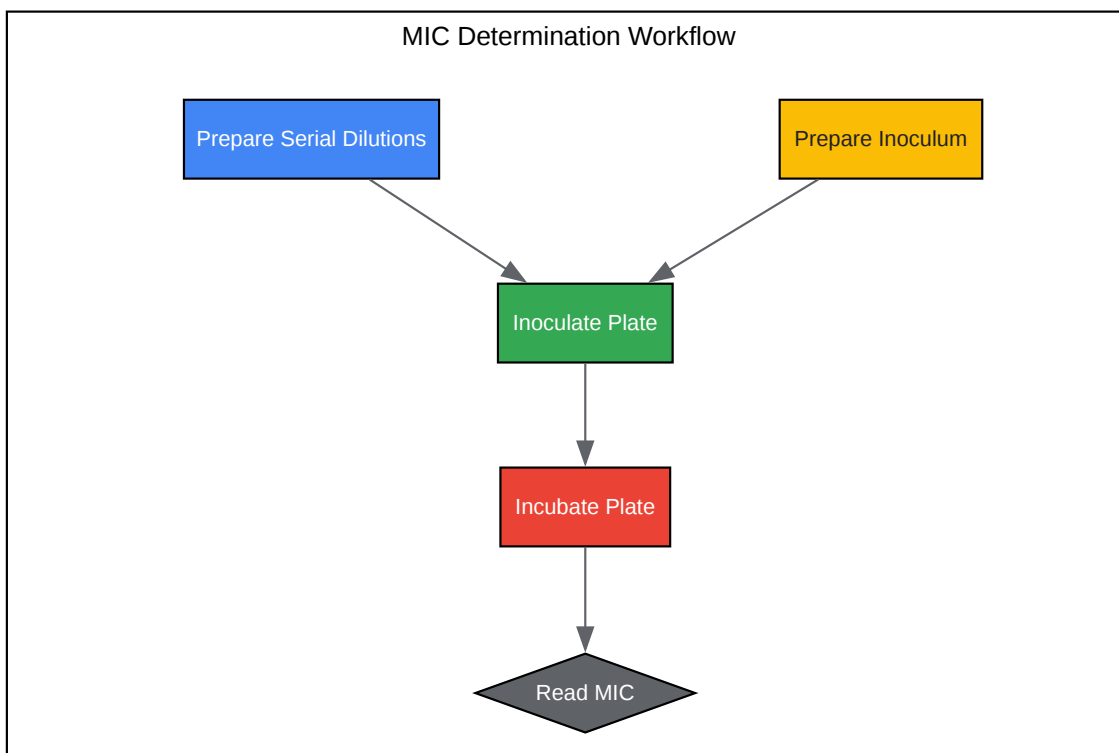 MIC Determination Workflow
Prepare Serial Dilutions
Prepare Inoculum
Inoculate Plate
Incubate Plate
Read MIC